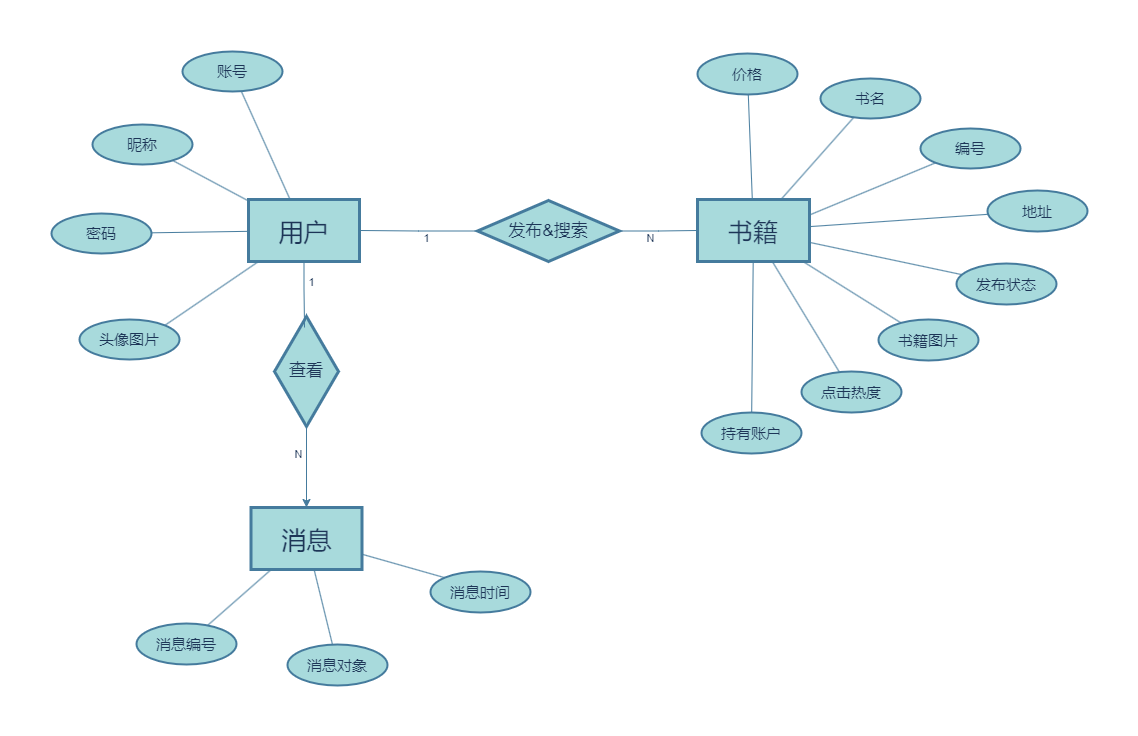 账号
价格
书名
昵称
编号
地址
密码
用户
1
发布&搜索
N
书籍
1
发布状态
头像图片
查看
书籍图片
点击热度
持有账户
N
消息
消息时间
消息编号
消息对象